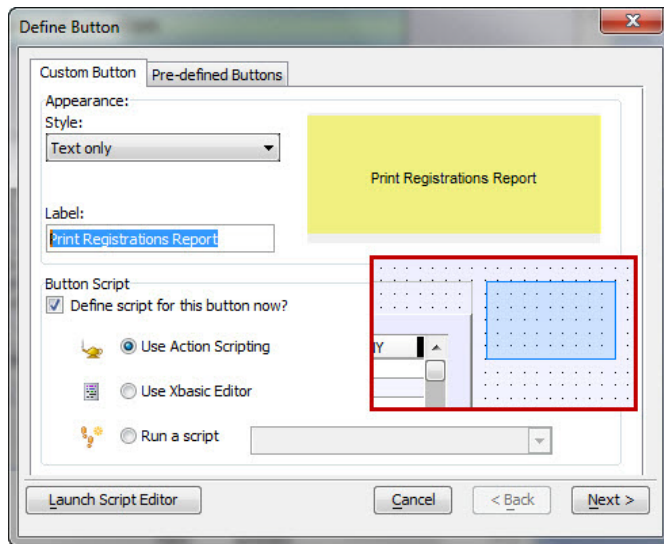 Define Button
Custom Button
Pre-defined Buttons
Appearance:
Style:
Text only
Print Registrations Report
Label:
Print Registrations Report
Button Script
Define script for this button now?
Use Action Scripting
Use Xbasic Editor
Run a script
Launch Script Editor
Cancel
< Back
Next >